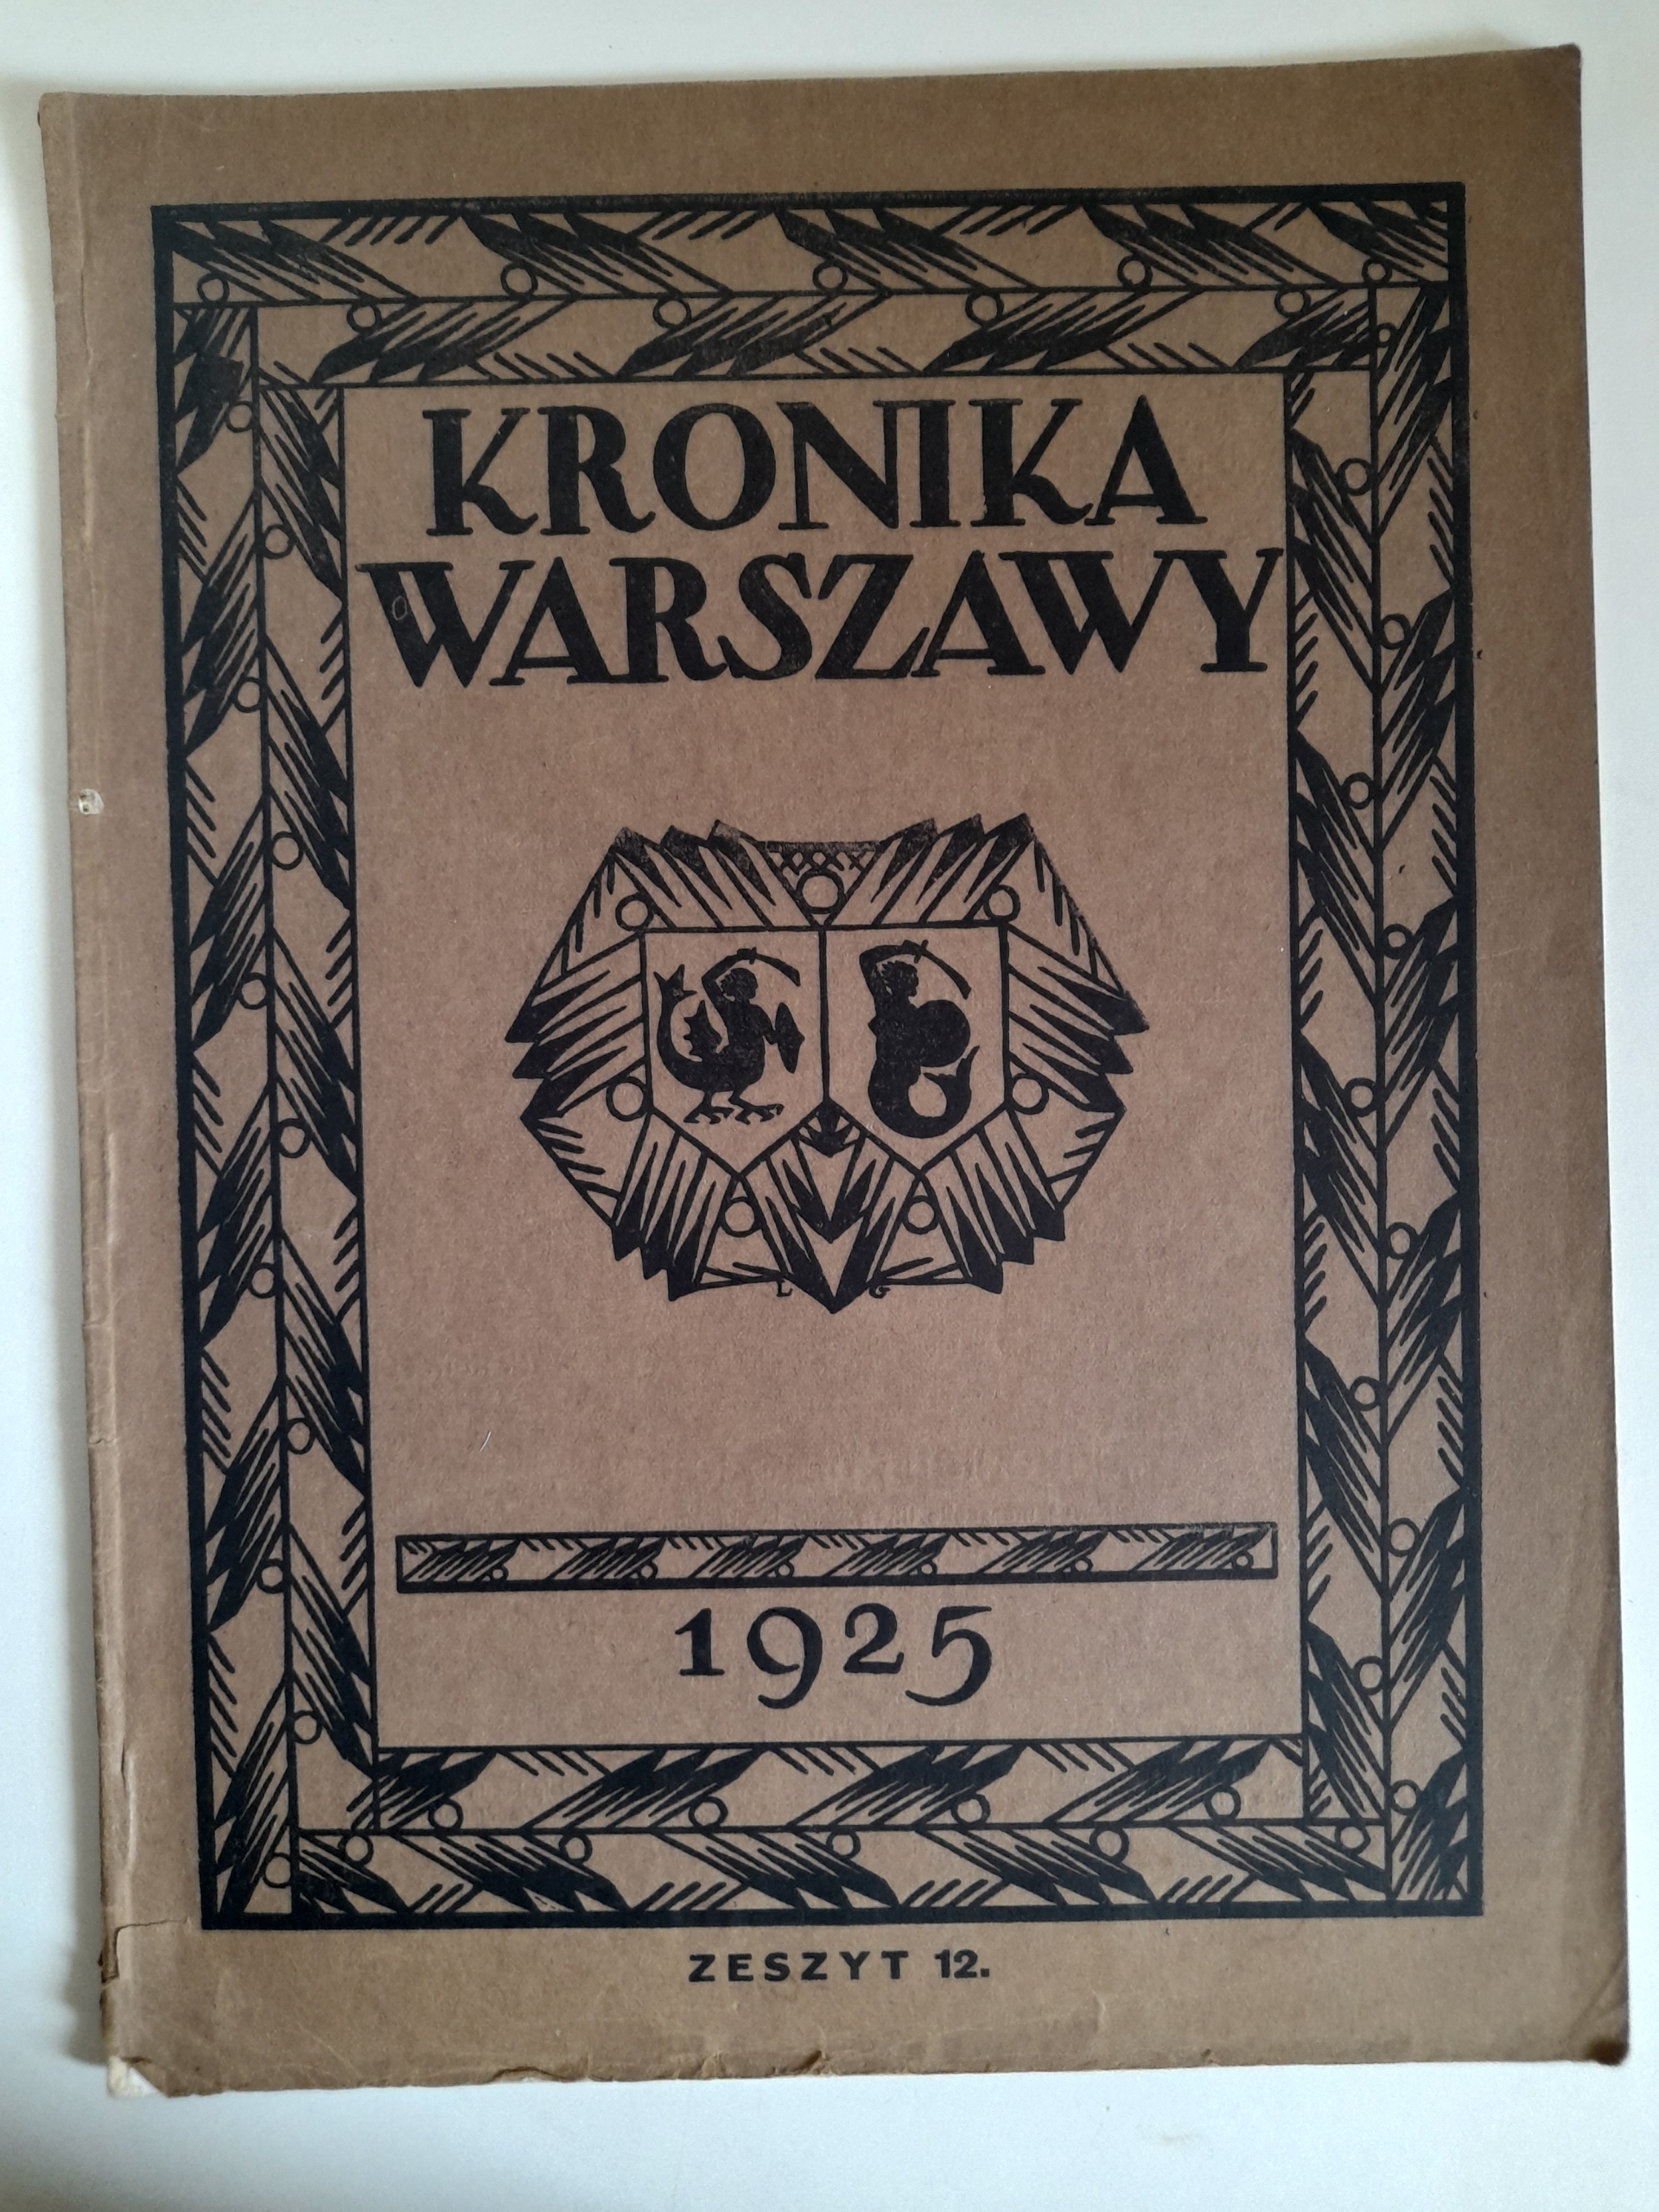 KRONIKA
WARSZAWY
L G
1925
ZESZYT 12.